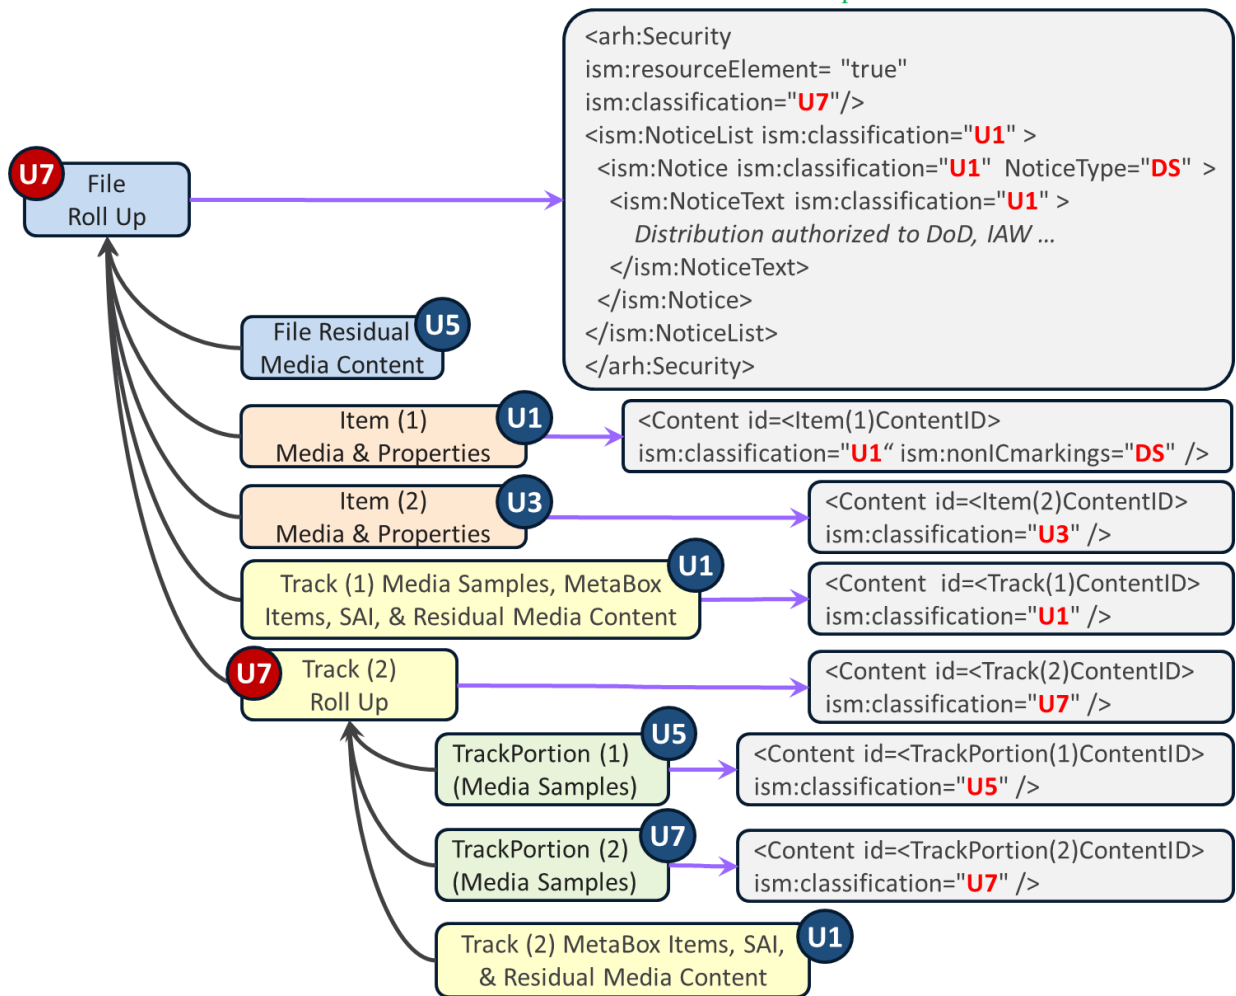 <arh:Security
ism:resourceElement= "true"
ism:classification="U7"/>
<ism:NoticeList ism:classification="U1" >
<ism:Notice ism:classification="U1" NoticeType="DS" >
<ism:NoticeText ism:classification="U1" >
Distribution authorized to DoD, IAW ...
</ism:NoticeText>
</ism:Notice>
</ism:NoticeList>
</arh:Security>
U7
File
Roll Up
File Residual
Media Content
U5
Item (1)
Media & Properties
U1
<Content id=<Item(1)ContentID>
ism:classification="U1“ ism:nonICmarkings="DS" />
Item (2)
Media & Properties
U3
<Content id=<Item(2)ContentID>
ism:classification="U3" />
Track (1) Media Samples, MetaBox
Items, SAI, & Residual Media Content
U1
<Content id=<Track(1)ContentID>
ism:classification="U1" />
U7
Track (2)
Roll Up
<Content id=<Track(2)ContentID>
ism:classification="U7" />
TrackPortion (1)
(Media Samples)
U5
<Content id=<TrackPortion(1)ContentID>
ism:classification="U5" />
TrackPortion (2)
(Media Samples)
U7
<Content id=<TrackPortion(2)ContentID>
ism:classification="U7" />
Track (2) MetaBox Items, SAI,
& Residual Media Content
U1